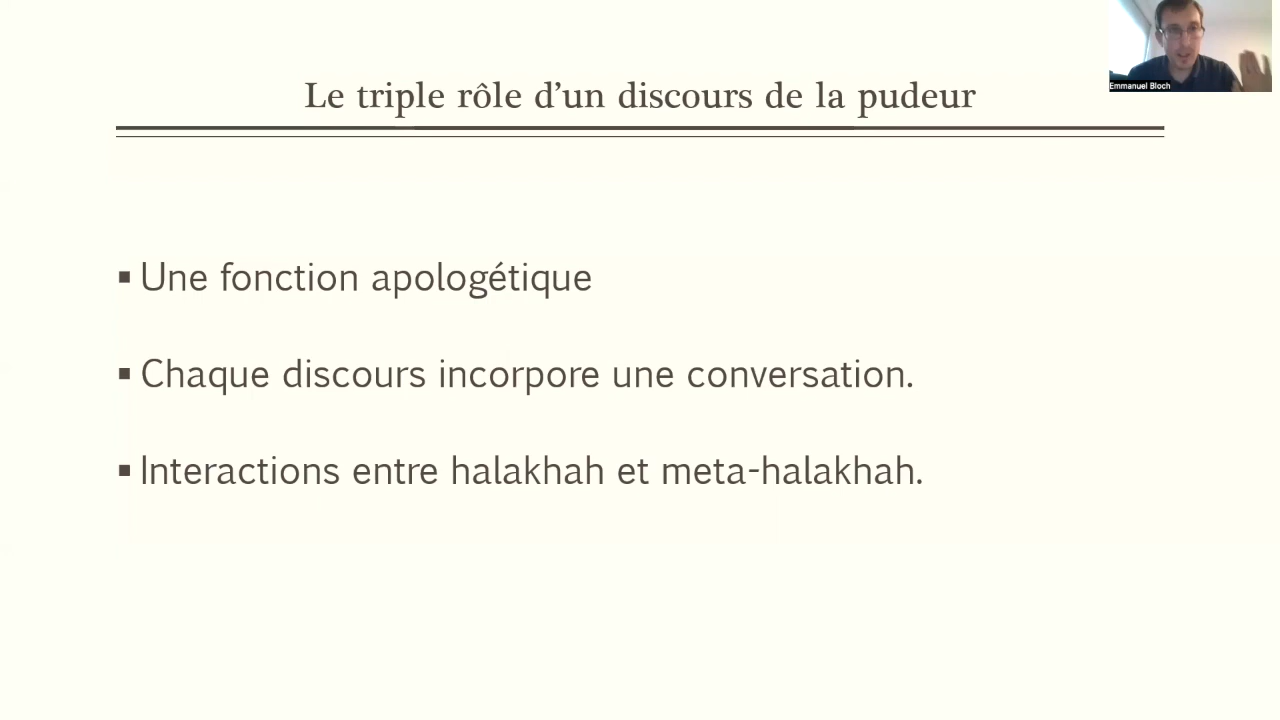 Le triple rôle d'un discours de la pudeur
Emmanuel Bloch
▪ Une fonction apologétique
▪ Chaque discours incorpore une conversation.
▪ Interactions entre halakhah et meta-halakhah.